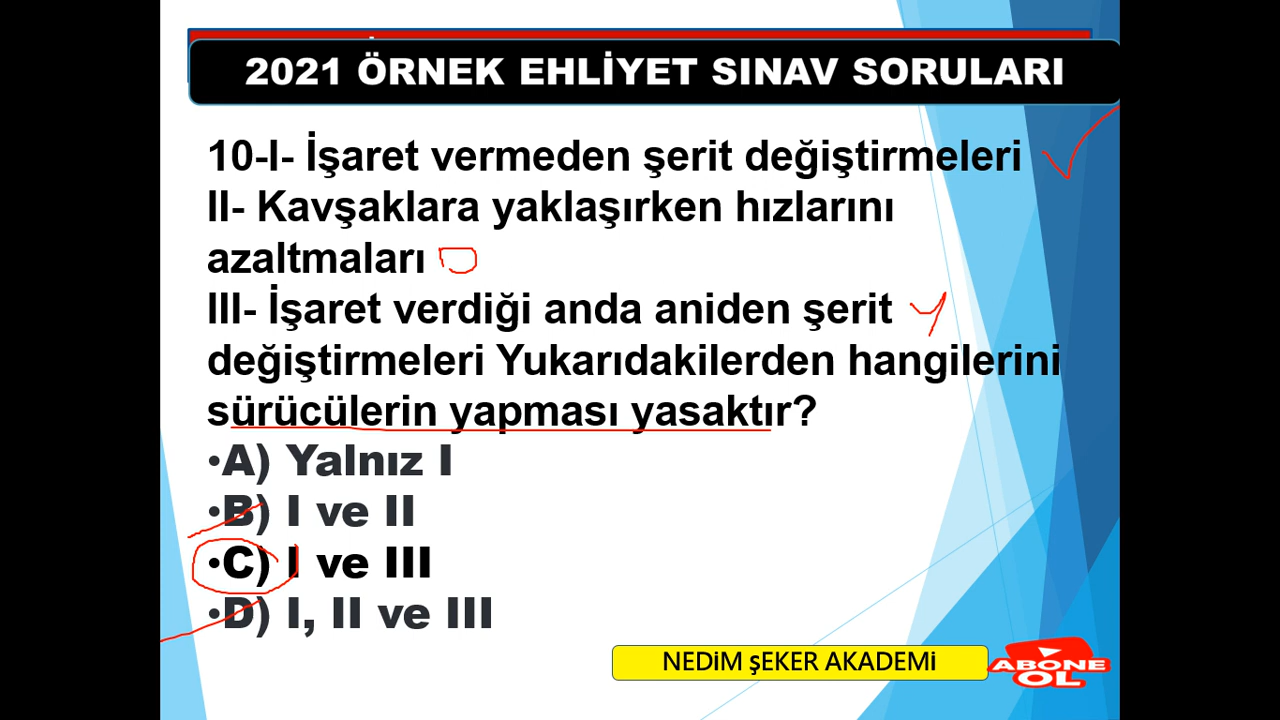 2021 ÖRNEK EHLİYET SINAV SORULARI
10-I- İşaret vermeden şerit değiştirmeleri
II- Kavşaklara yaklaşırken hızlarını
azaltmaları
III- İşaret verdiği anda aniden şerit
değiştirmeleri Yukarıdakilerden hangilerini
sürücülerin yapması yasaktır?
•A) Yalnız I
•B) I ve II
•C) I ve III
•D) I, II ve III
NEDiM ŞEKER AKADEMi
ABONE
OL